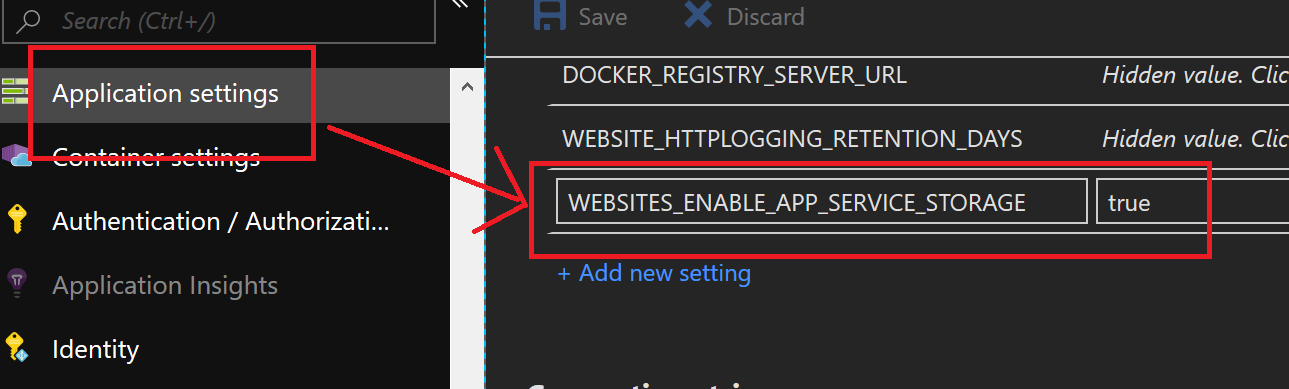 Search (Ctrl+/)
Application settings
Container settings
Authentication / Authorizati...
Application Insights
Identity
Save
Discard
DOCKER_REGISTRY_SERVER_URL
Hidden value. Clic
WEBSITE_HTTPLOGGING_RETENTION_DAYS
Hidden value. Clic
WEBSITES_ENABLE_APP_SERVICE_STORAGE
true
+ Add new setting